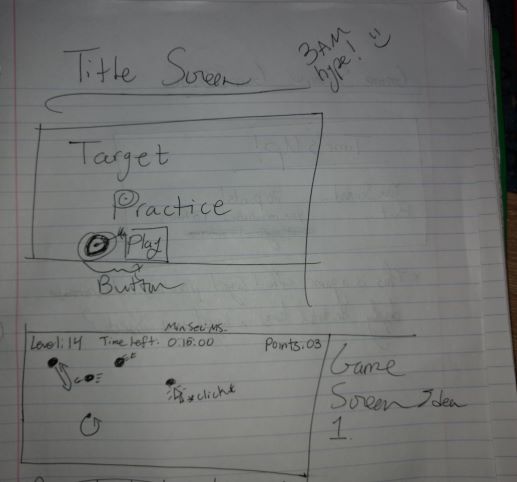 Title Screen
3AM
hype!
Target
Practice
Play
Button
Min Sec: MS.
Level: 14 Time left: 0:15:00 Points: 03
*click*
Game
Screen Idea
1